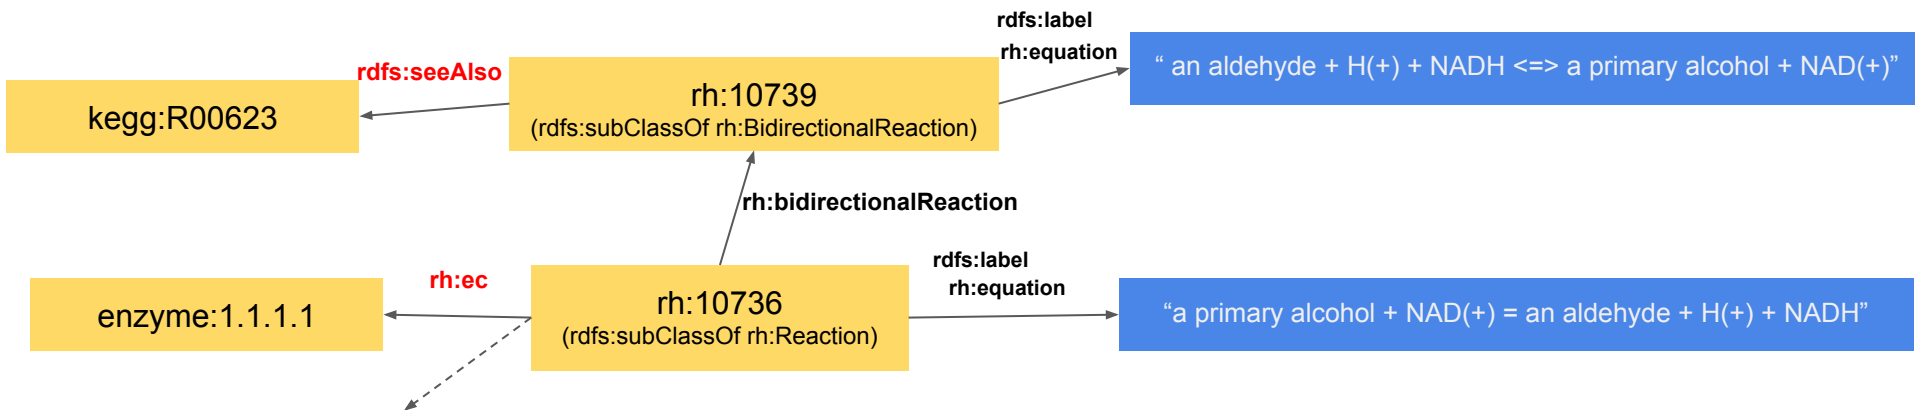 rdfs:label
rh:equation
“ an aldehyde + H(+) + NADH <=> a primary alcohol + NAD(+)”
rdfs:seeAlso
rh:10739
(rdfs:subClassOf rh:BidirectionalReaction)
kegg:R00623
rh:bidirectionalReaction
rdfs:label
rh:equation
rh:ec
rh:10736
(rdfs:subClassOf rh:Reaction)
enzyme:1.1.1.1
“a primary alcohol + NAD(+) = an aldehyde + H(+) + NADH”